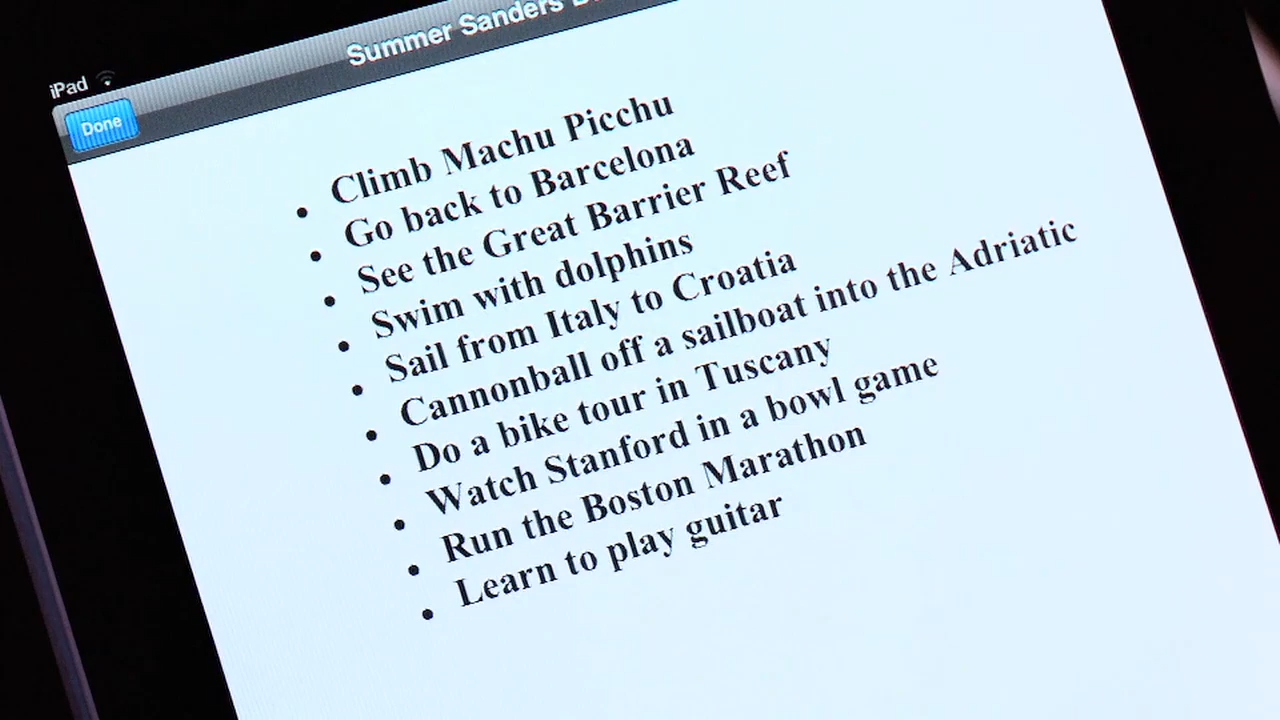 Summer Sanders
iPad
Done
• Climb Machu Picchu
• Go back to Barcelona
• See the Great Barrier Reef
• Swim with dolphins
• Sail from Italy to Croatia
• Cannonball off a sailboat into the Adriatic
• Do a bike tour in Tuscany
• Watch Stanford in a bowl game
• Run the Boston Marathon
• Learn to play guitar